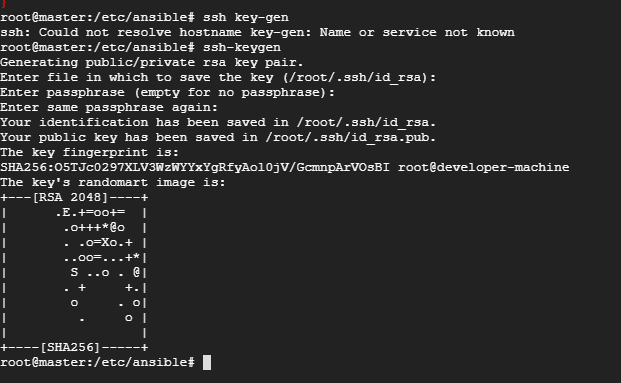 }
root@master:/etc/ansible# ssh key-gen
ssh: Could not resolve hostname key-gen: Name or service not known
root@master:/etc/ansible# ssh-keygen
Generating public/private rsa key pair.
Enter file in which to save the key (/root/.ssh/id_rsa):
Enter passphrase (empty for no passphrase):
Enter same passphrase again:
Your identification has been saved in /root/.ssh/id_rsa.
Your public key has been saved in /root/.ssh/id_rsa.pub.
The key fingerprint is:
SHA256:O5TJc0297XLV3WzWYYxYgRfyAol0jV/GcmnpArVOsBI root@developer-machine
The key's randomart image is:
+---[RSA 2048]----+
|      .E.+=oo+=  |
|       .o+++*@o  |
|       . .o=Xo.+ |
|       ..oo=...+*|
|        S ..o . @|
|       . +     +.|
|        o     . o|
|         .     o |
|                 |
+----[SHA256]-----+
root@master:/etc/ansible#